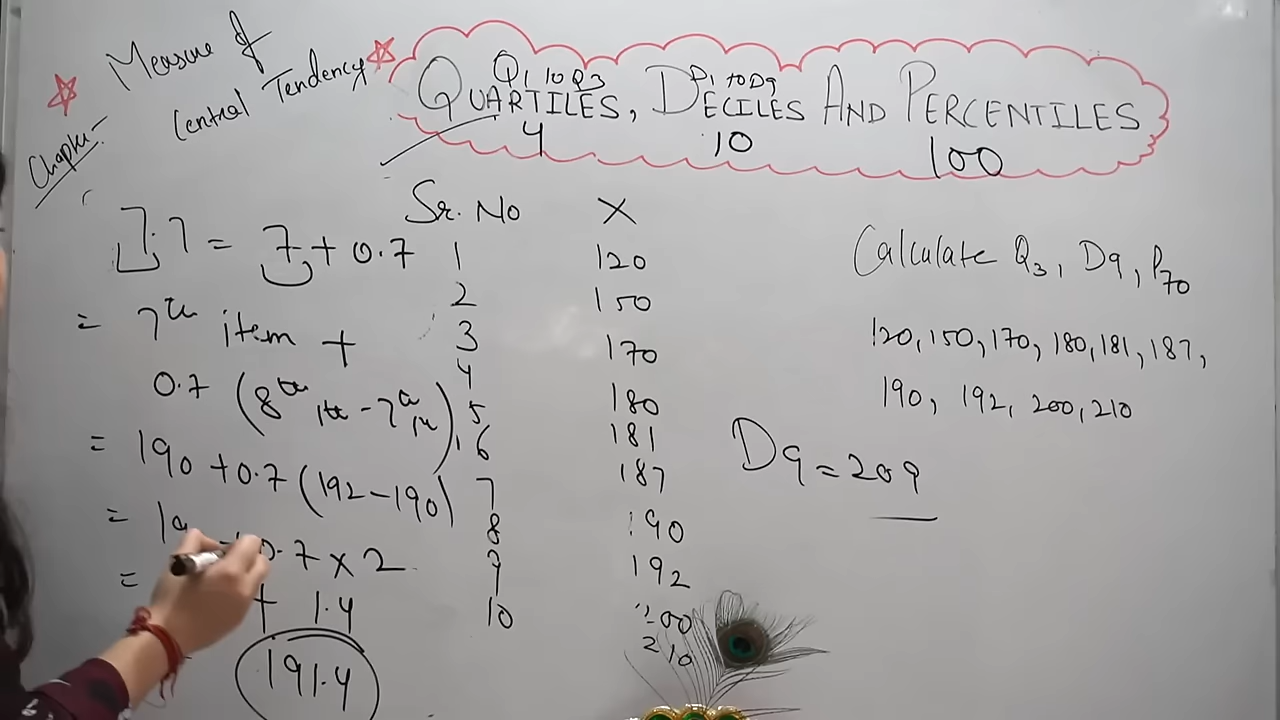 Chapter:-
Measure of
Central Tendency
Q1 to Q3
D1 to D9
QUARTILES, DECILES AND PERCENTILES
4 10 100
7.7 = 7 + 0.7
= 7th item +
0.7 (8th ite - 7th ite)
= 190 + 0.7 (192 - 190)
= 19 + 0.7 x 2
= + 1.4
191.4
Sr. No X
1 120
2 150
3 170
4 180
5 181
6 187
7 190
8 192
9 200
10 210
Calculate Q3, D9, P70
120, 150, 170, 180, 181, 187,
190, 192, 200, 210
D9 = 209